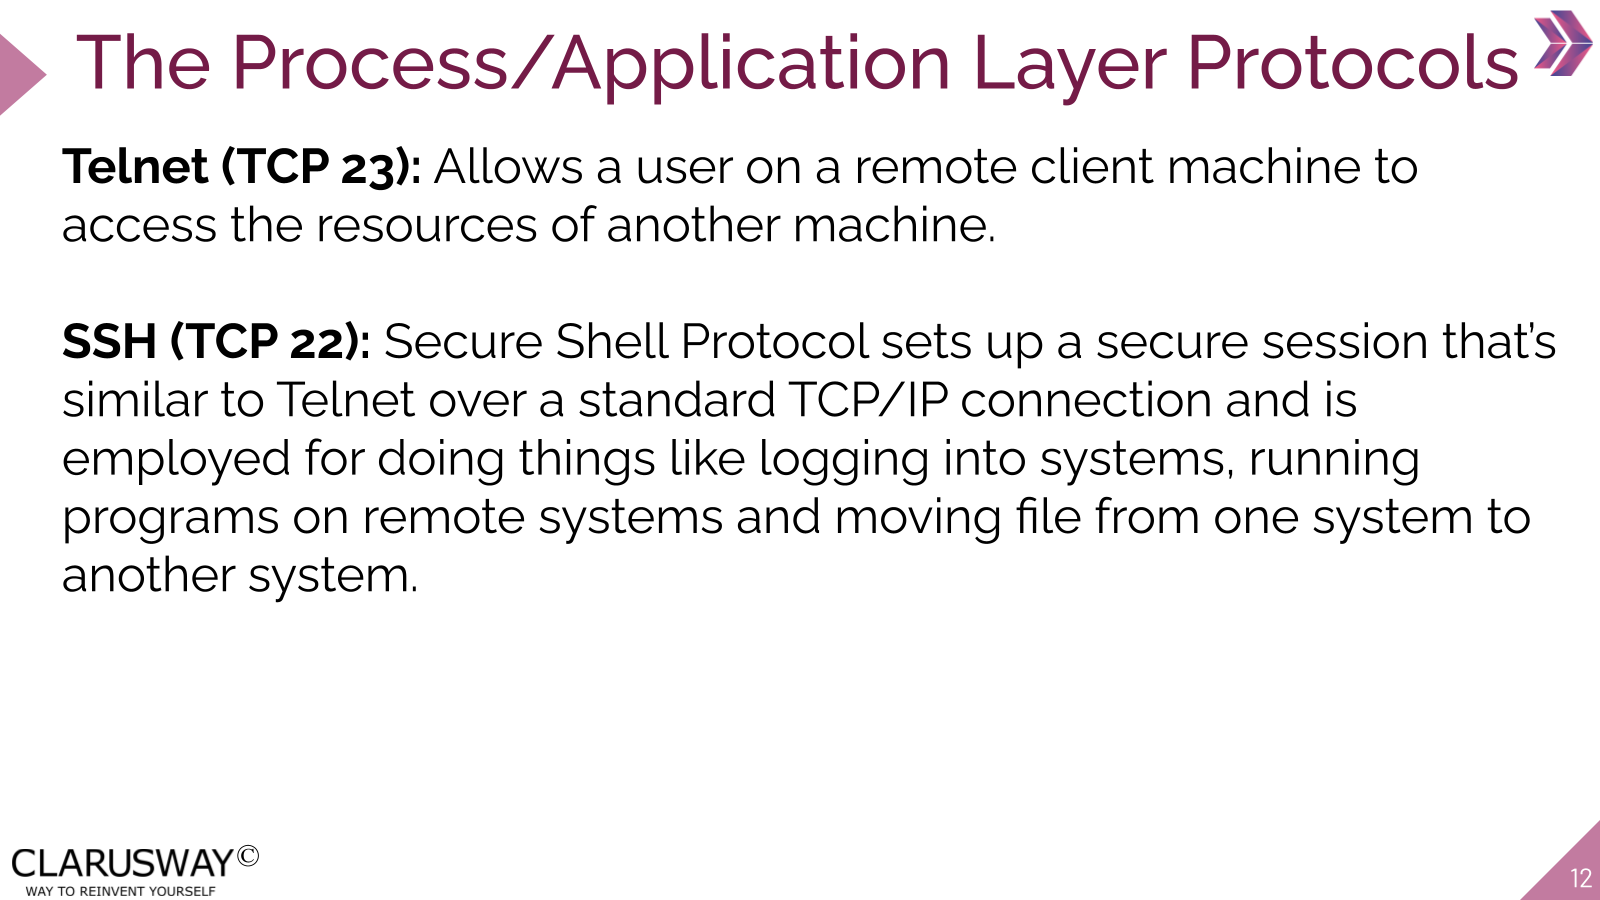 The Process/Application Layer Protocols
Telnet (TCP 23): Allows a user on a remote client machine to
access the resources of another machine.
SSH (TCP 22): Secure Shell Protocol sets up a secure session that’s
similar to Telnet over a standard TCP/IP connection and is
employed for doing things like logging into systems, running
programs on remote systems and moving file from one system to
another system.
CLARUSWAY©
WAY TO REINVENT YOURSELF
12